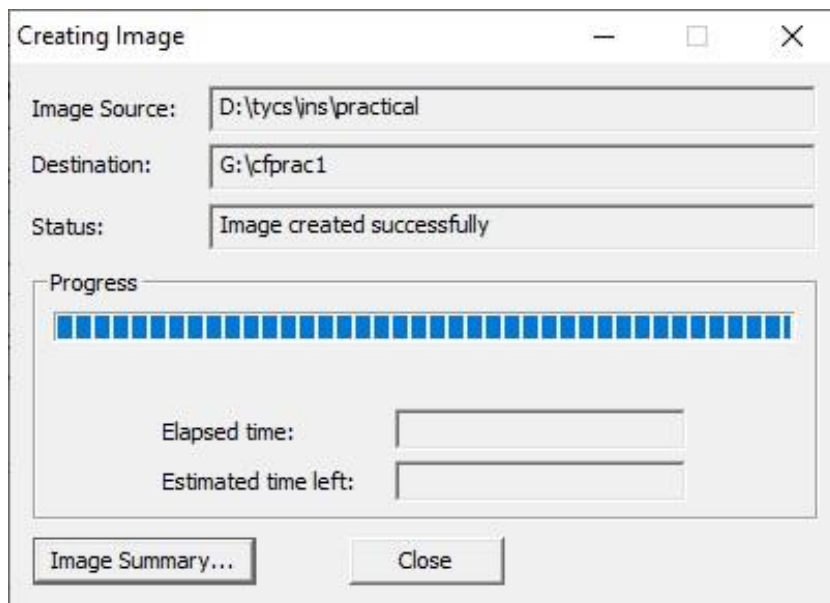 Creating Image
Image Source: D:\tycs\ins\practical
Destination: G:\cfprac1
Status: Image created successfully
Progress
Elapsed time:
Estimated time left:
Image Summary... Close